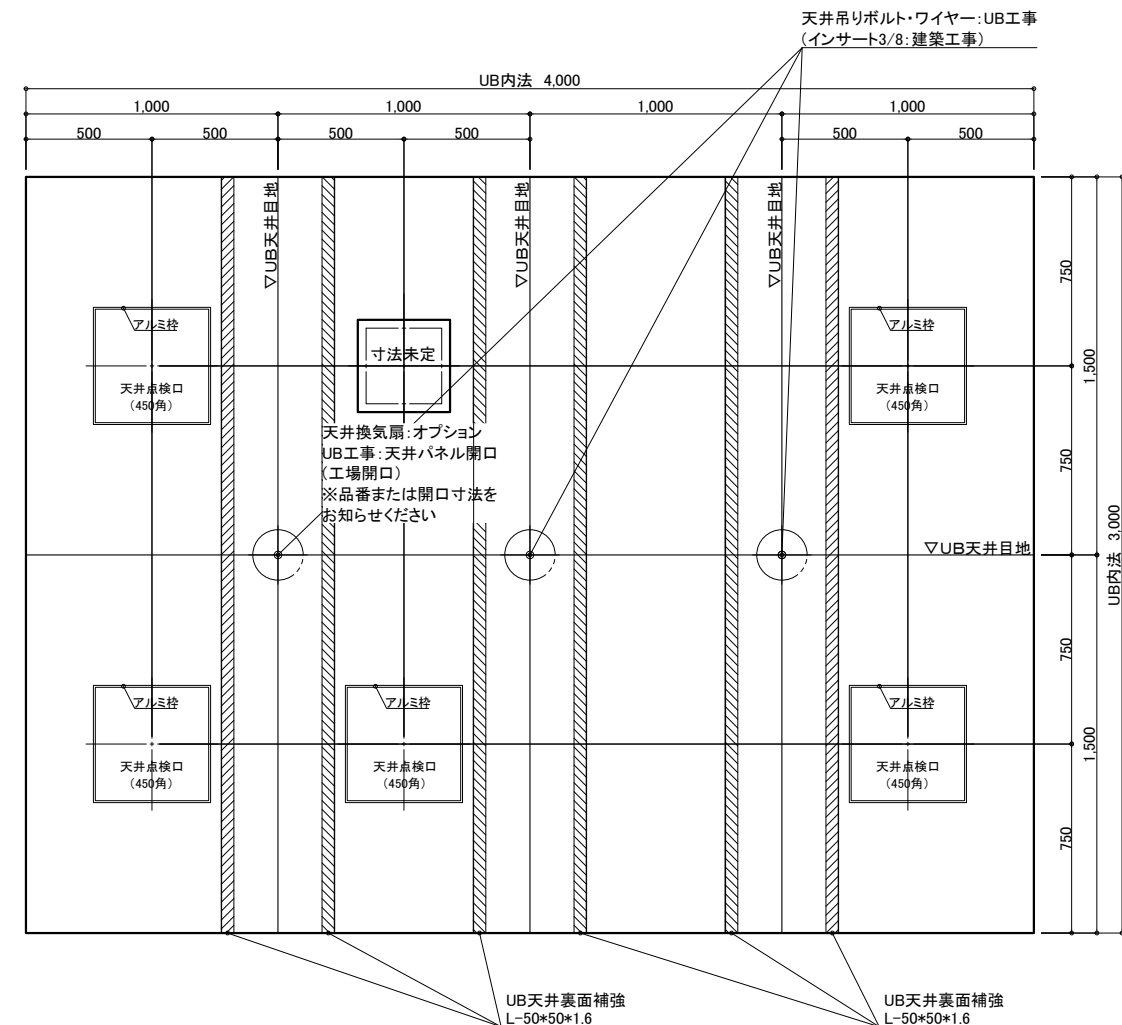 天井吊りボルト・ワイヤー:UB工事
(インサート3/8:建築工事)
UB内法 4,000
1,000
1,000
1,000
1,000
500
500
500
500
500
500
▽UB天井目地
▽UB天井目地
▽UB天井目地
アルミ枠
天井点検口
(450角)
寸法未定
アルミ枠
天井点検口
(450角)
天井換気扇:オプション
UB工事:天井パネル開口
(工場開口)
※品番または開口寸法を
お知らせください
▽UB天井目地
アルミ枠
天井点検口
(450角)
アルミ枠
天井点検口
(450角)
アルミ枠
天井点検口
(450角)
750
750
750
750
1,500
1,500
UB内法 3,000
UB天井裏面補強
L-50*50*1.6
UB天井裏面補強
L-50*50*1.6